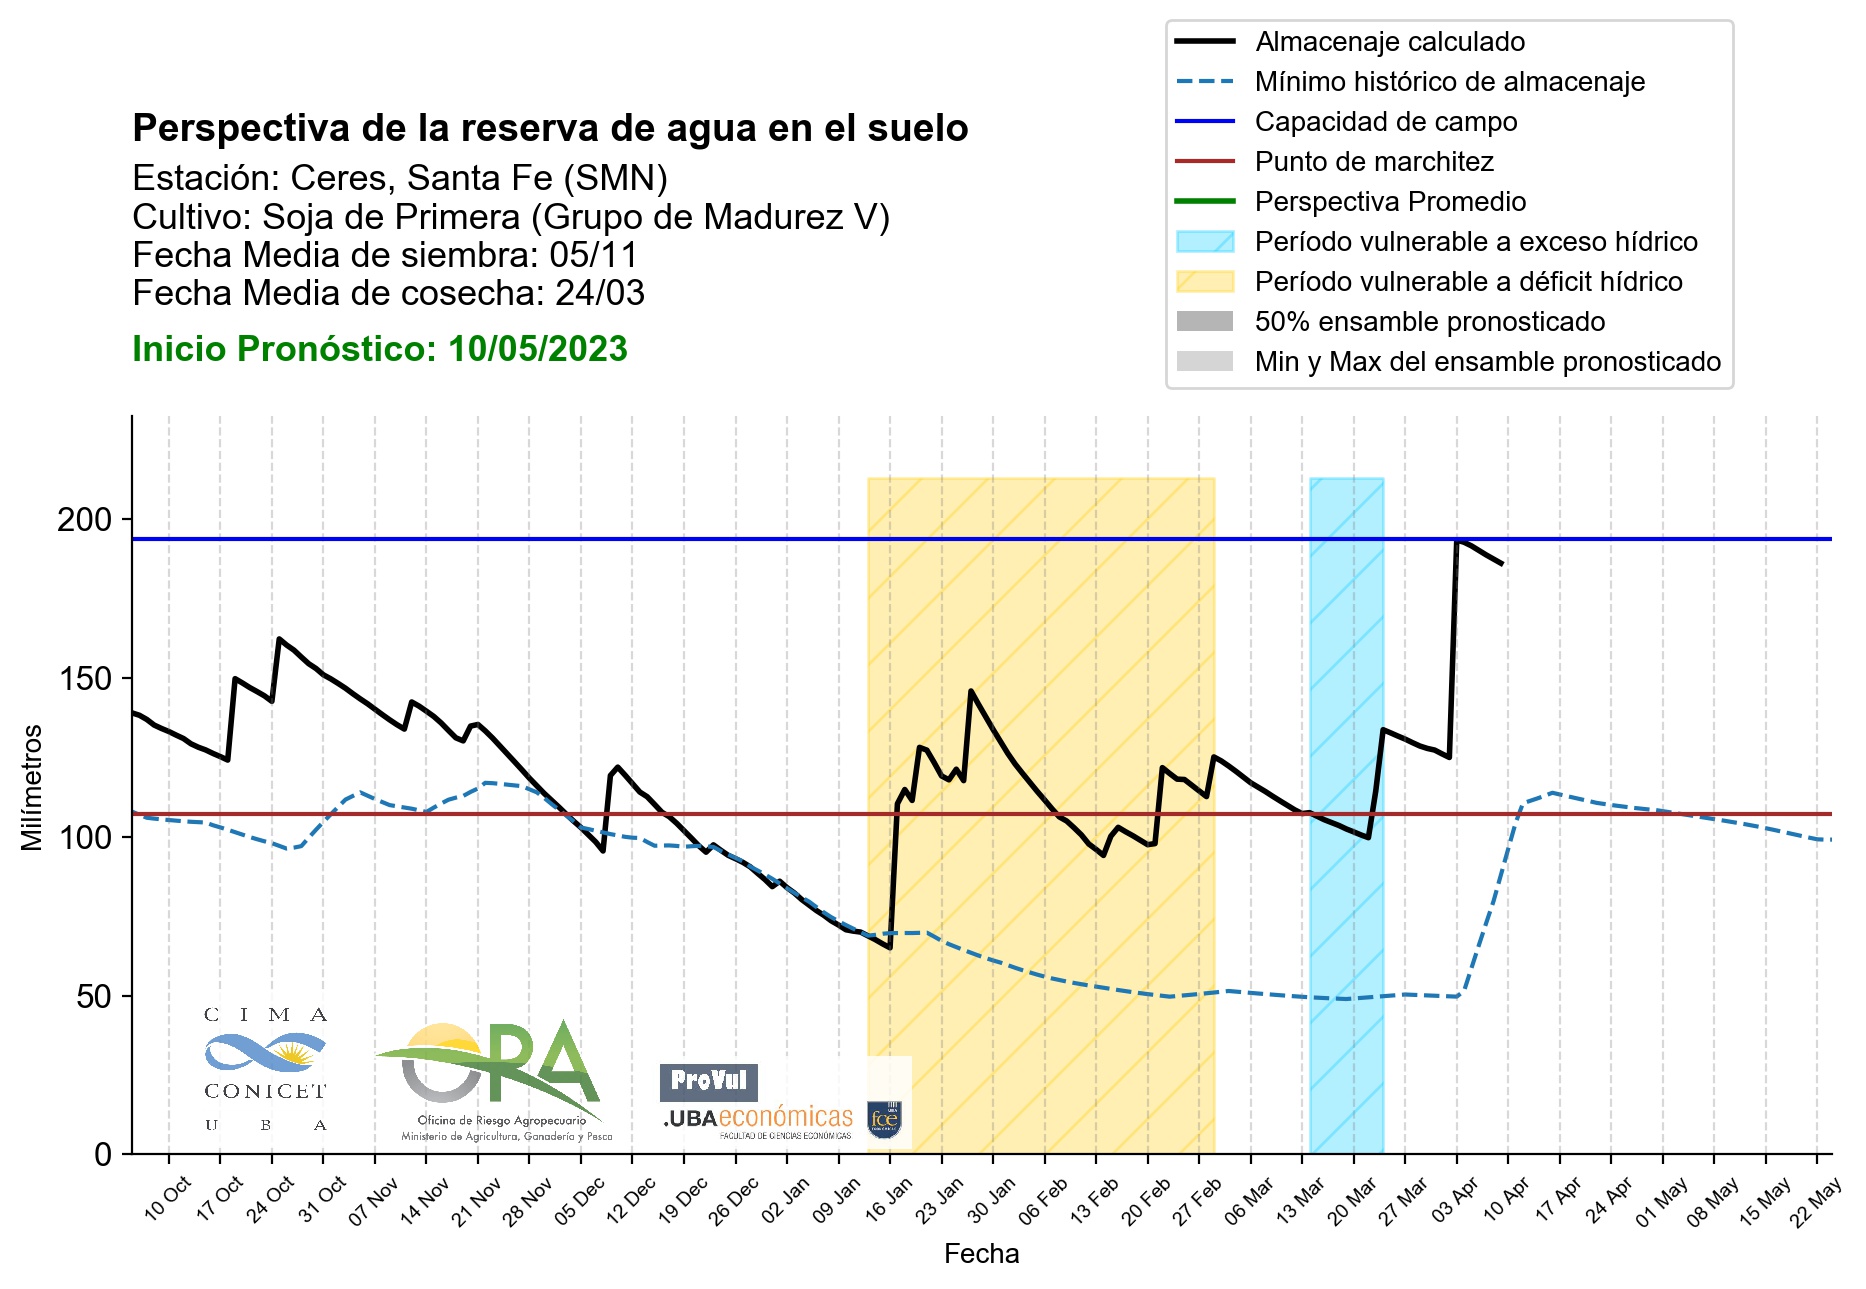 Almacenaje calculado
Mínimo histórico de almacenaje
Capacidad de campo
Punto de marchitez
Perspectiva Promedio
Período vulnerable a exceso hídrico
Período vulnerable a déficit hídrico
50% ensamble pronosticado
Min y Max del ensamble pronosticado
Perspectiva de la reserva de agua en el suelo
Estación: Ceres, Santa Fe (SMN)
Cultivo: Soja de Primera (Grupo de Madurez V)
Fecha Media de siembra: 05/11
Fecha Media de cosecha: 24/03
Inicio Pronóstico: 10/05/2023
Milímetros
200
150
100
50
0
C I M A
CONICET
U B A
ORA
Oficina de Riesgo Agropecuario
Ministerio de Agricultura, Ganadería y Pesca
ProVul
.UBAeconómicas
FACULTAD DE CIENCIAS ECONÓMICAS
UBA
fce
ECONÓMICAS
10 Oct
17 Oct
24 Oct
31 Oct
07 Nov
14 Nov
21 Nov
28 Nov
05 Dec
12 Dec
19 Dec
26 Dec
02 Jan
09 Jan
16 Jan
23 Jan
30 Jan
06 Feb
13 Feb
20 Feb
27 Feb
06 Mar
13 Mar
20 Mar
27 Mar
03 Apr
10 Apr
17 Apr
24 Apr
01 May
08 May
15 May
22 May
Fecha